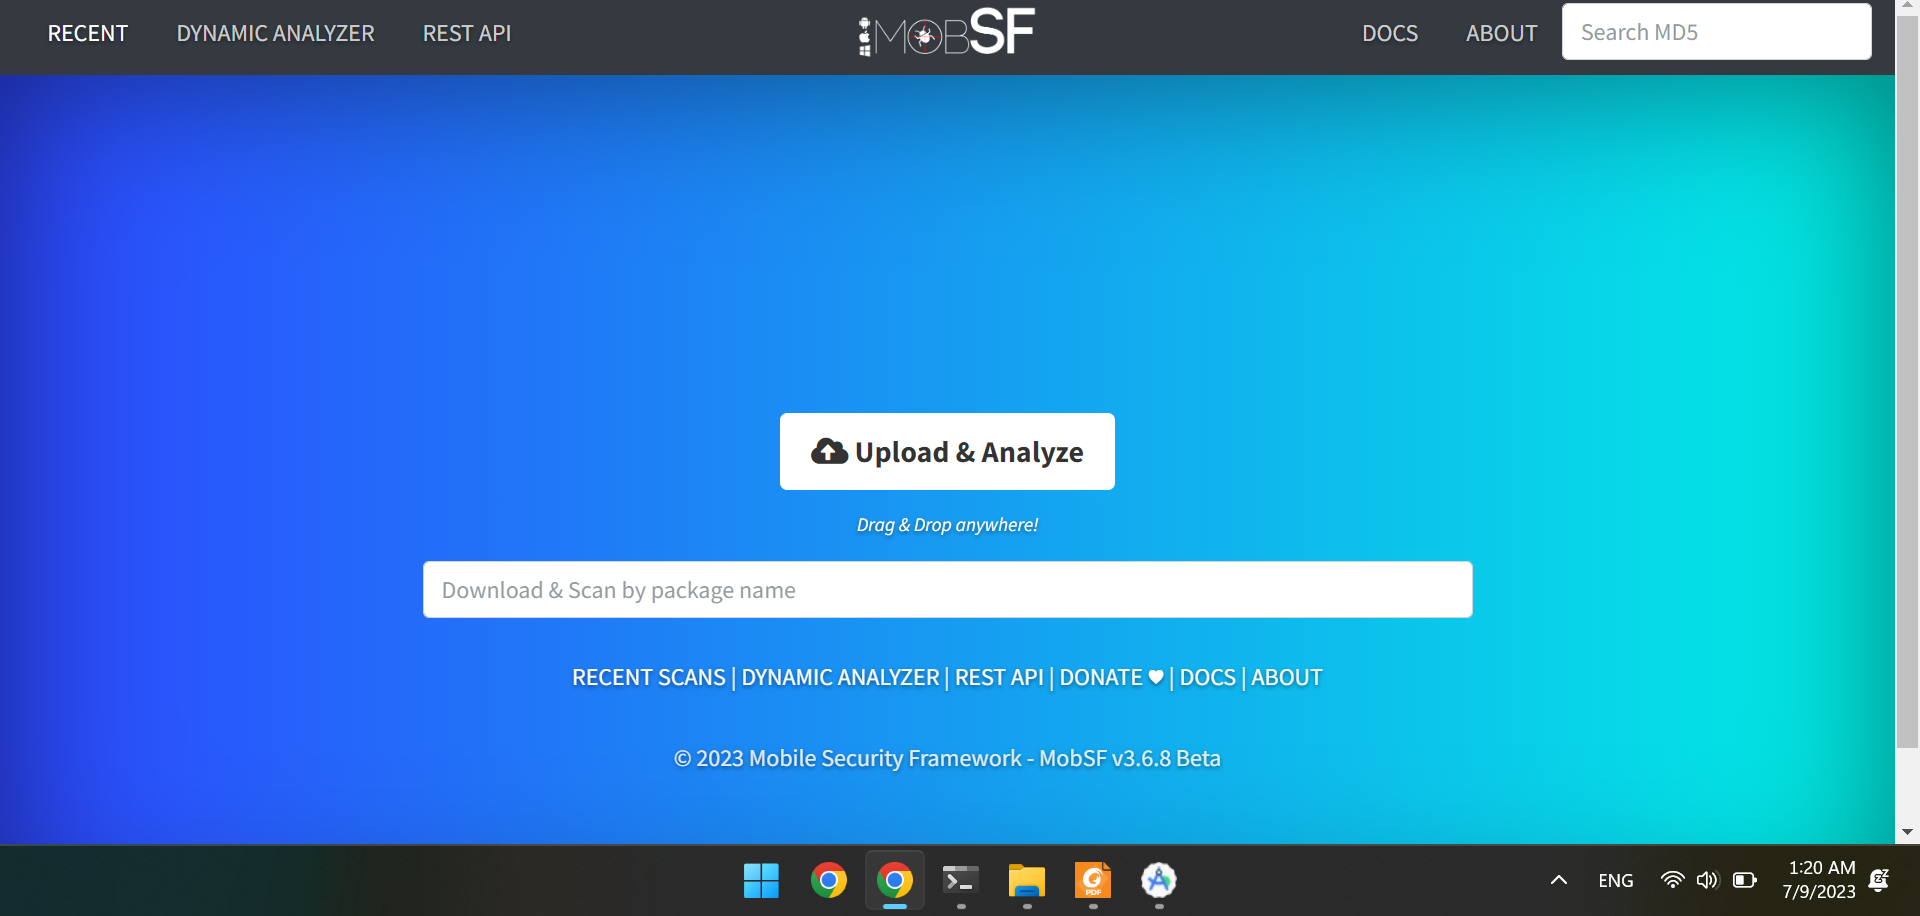 RECENT DYNAMIC ANALYZER REST API MOBSF DOCS ABOUT Search MD5
Upload & Analyze
Drag & Drop anywhere!
Download & Scan by package name
RECENT SCANS | DYNAMIC ANALYZER | REST API | DONATE ♥ | DOCS | ABOUT
© 2023 Mobile Security Framework - MobSF v3.6.8 Beta
PDF
ENG
1:20 AM
7/9/2023